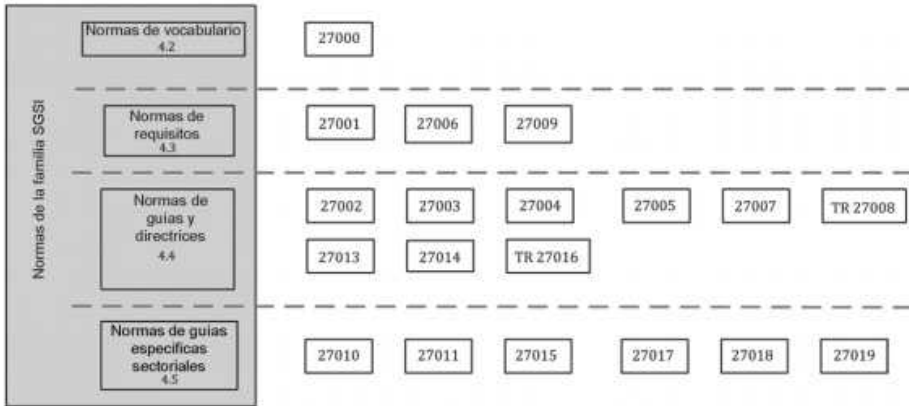 Normas de la familia SGSI
Normas de vocabulario
4.2
27000
Normas de
requisitos
4.3
27001 27006 27009
Normas de
guías y
directrices
4.4
27002 27003 27004 27005 27007 TR 27008
27013 27014 TR 27016
Normas de guías
específicas
sectoriales
4.5
27010 27011 27015 27017 27018 27019